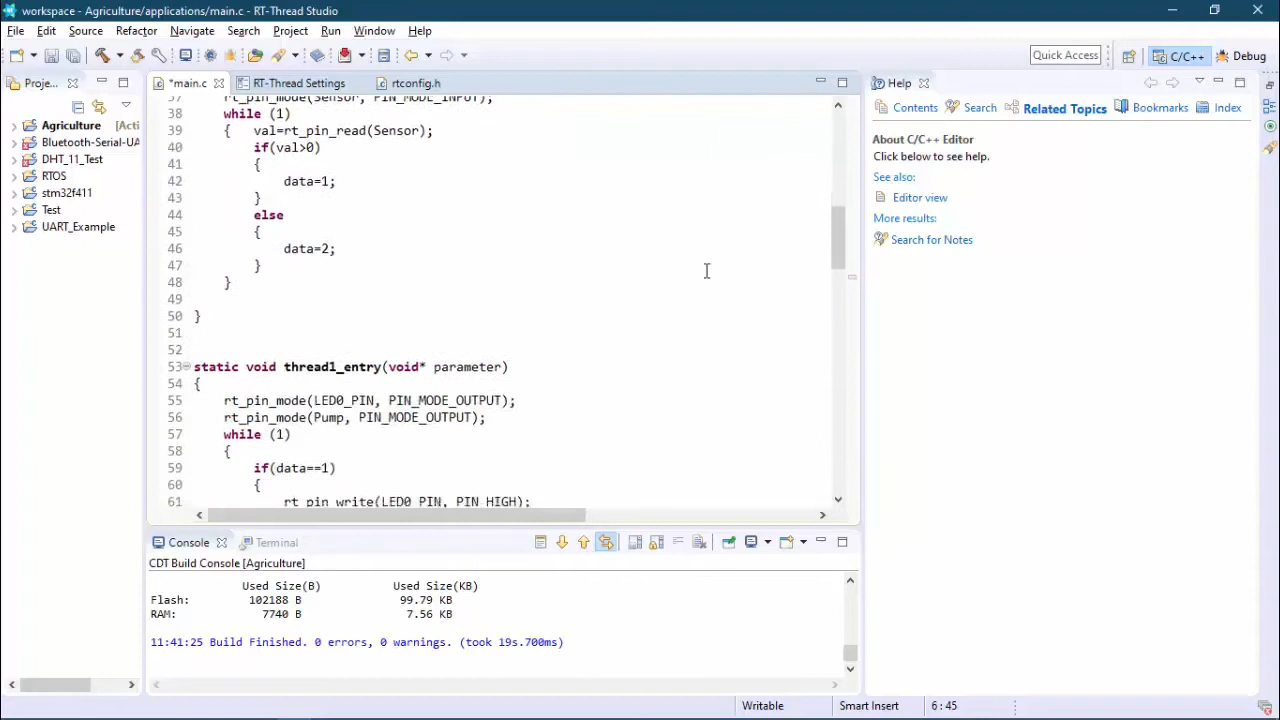 workspace - Agriculture/applications/main.c - RT-Thread Studio
File Edit Source Refactor Navigate Search Project Run Window Help
Quick Access
C/C++
Debug
Proje...
*main.c
RT-Thread Settings
rtconfig.h
Help
Agriculture [Acti
Bluetooth-Serial-UA
DHT_11_Test
RTOS
stm32f411
Test
UART_Example
37 rt_pin_mode(Sensor, PIN_MODE_INPUT);
38 while (1)
39 { val=rt_pin_read(Sensor);
40 if(val>0)
41 {
42 data=1;
43 }
44 else
45 {
46 data=2;
47 }
48 }
49
50 }
51
52
53 static void thread1_entry(void* parameter)
54 {
55 rt_pin_mode(LED0_PIN, PIN_MODE_OUTPUT);
56 rt_pin_mode(Pump, PIN_MODE_OUTPUT);
57 while (1)
58 {
59 if(data==1)
60 {
61 rt_pin_write(LED0_PIN, PIN_HIGH);
Contents Search Related Topics Bookmarks Index
About C/C++ Editor
Click below to see help.
See also:
Editor view
More results:
Search for Notes
Console
Terminal
CDT Build Console [Agriculture]
Used Size(B) Used Size(KB)
Flash: 102188 B 99.79 KB
RAM: 7740 B 7.56 KB
11:41:25 Build Finished. 0 errors, 0 warnings. (took 19s.700ms)
Writable
Smart Insert
6 : 45